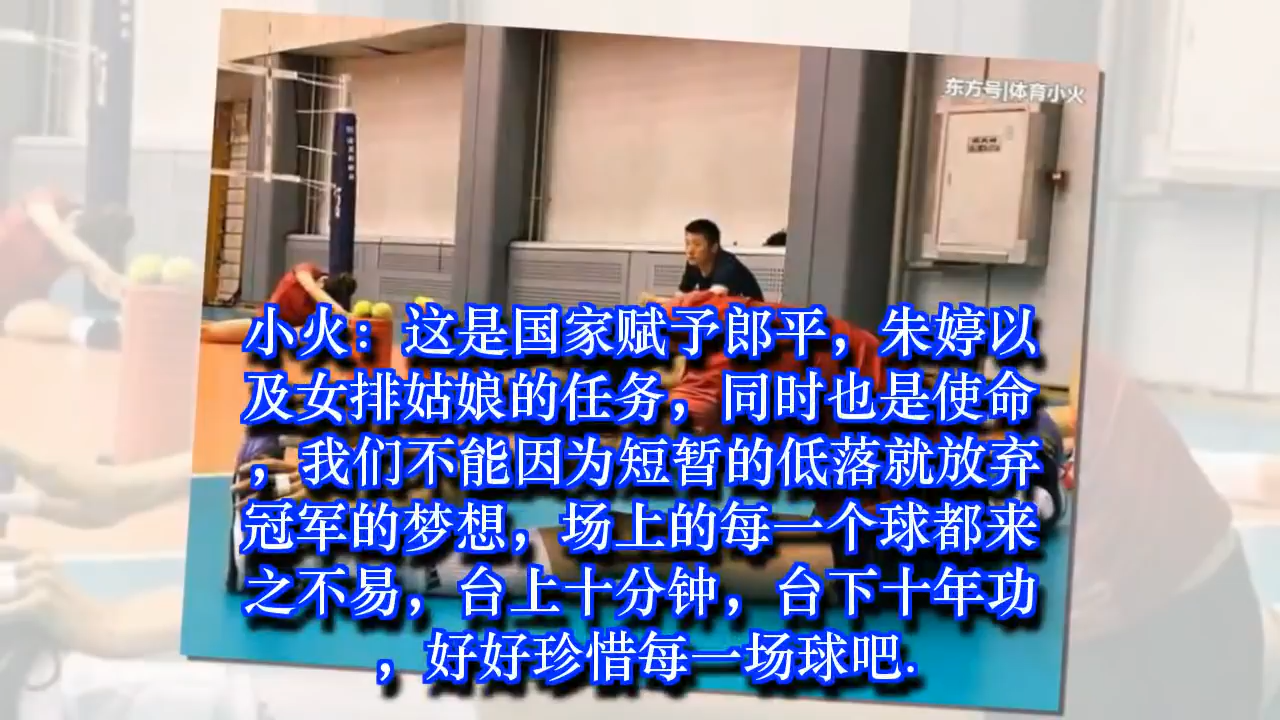 东方号|体育小火
小火：这是国家赋予郎平，朱婷以
及女排姑娘的任务，同时也是使命
，我们不能因为短暂的低落就放弃
冠军的梦想，场上的每一个球都来
之不易，台上十分钟，台下十年功
，好好珍惜每一场球吧.